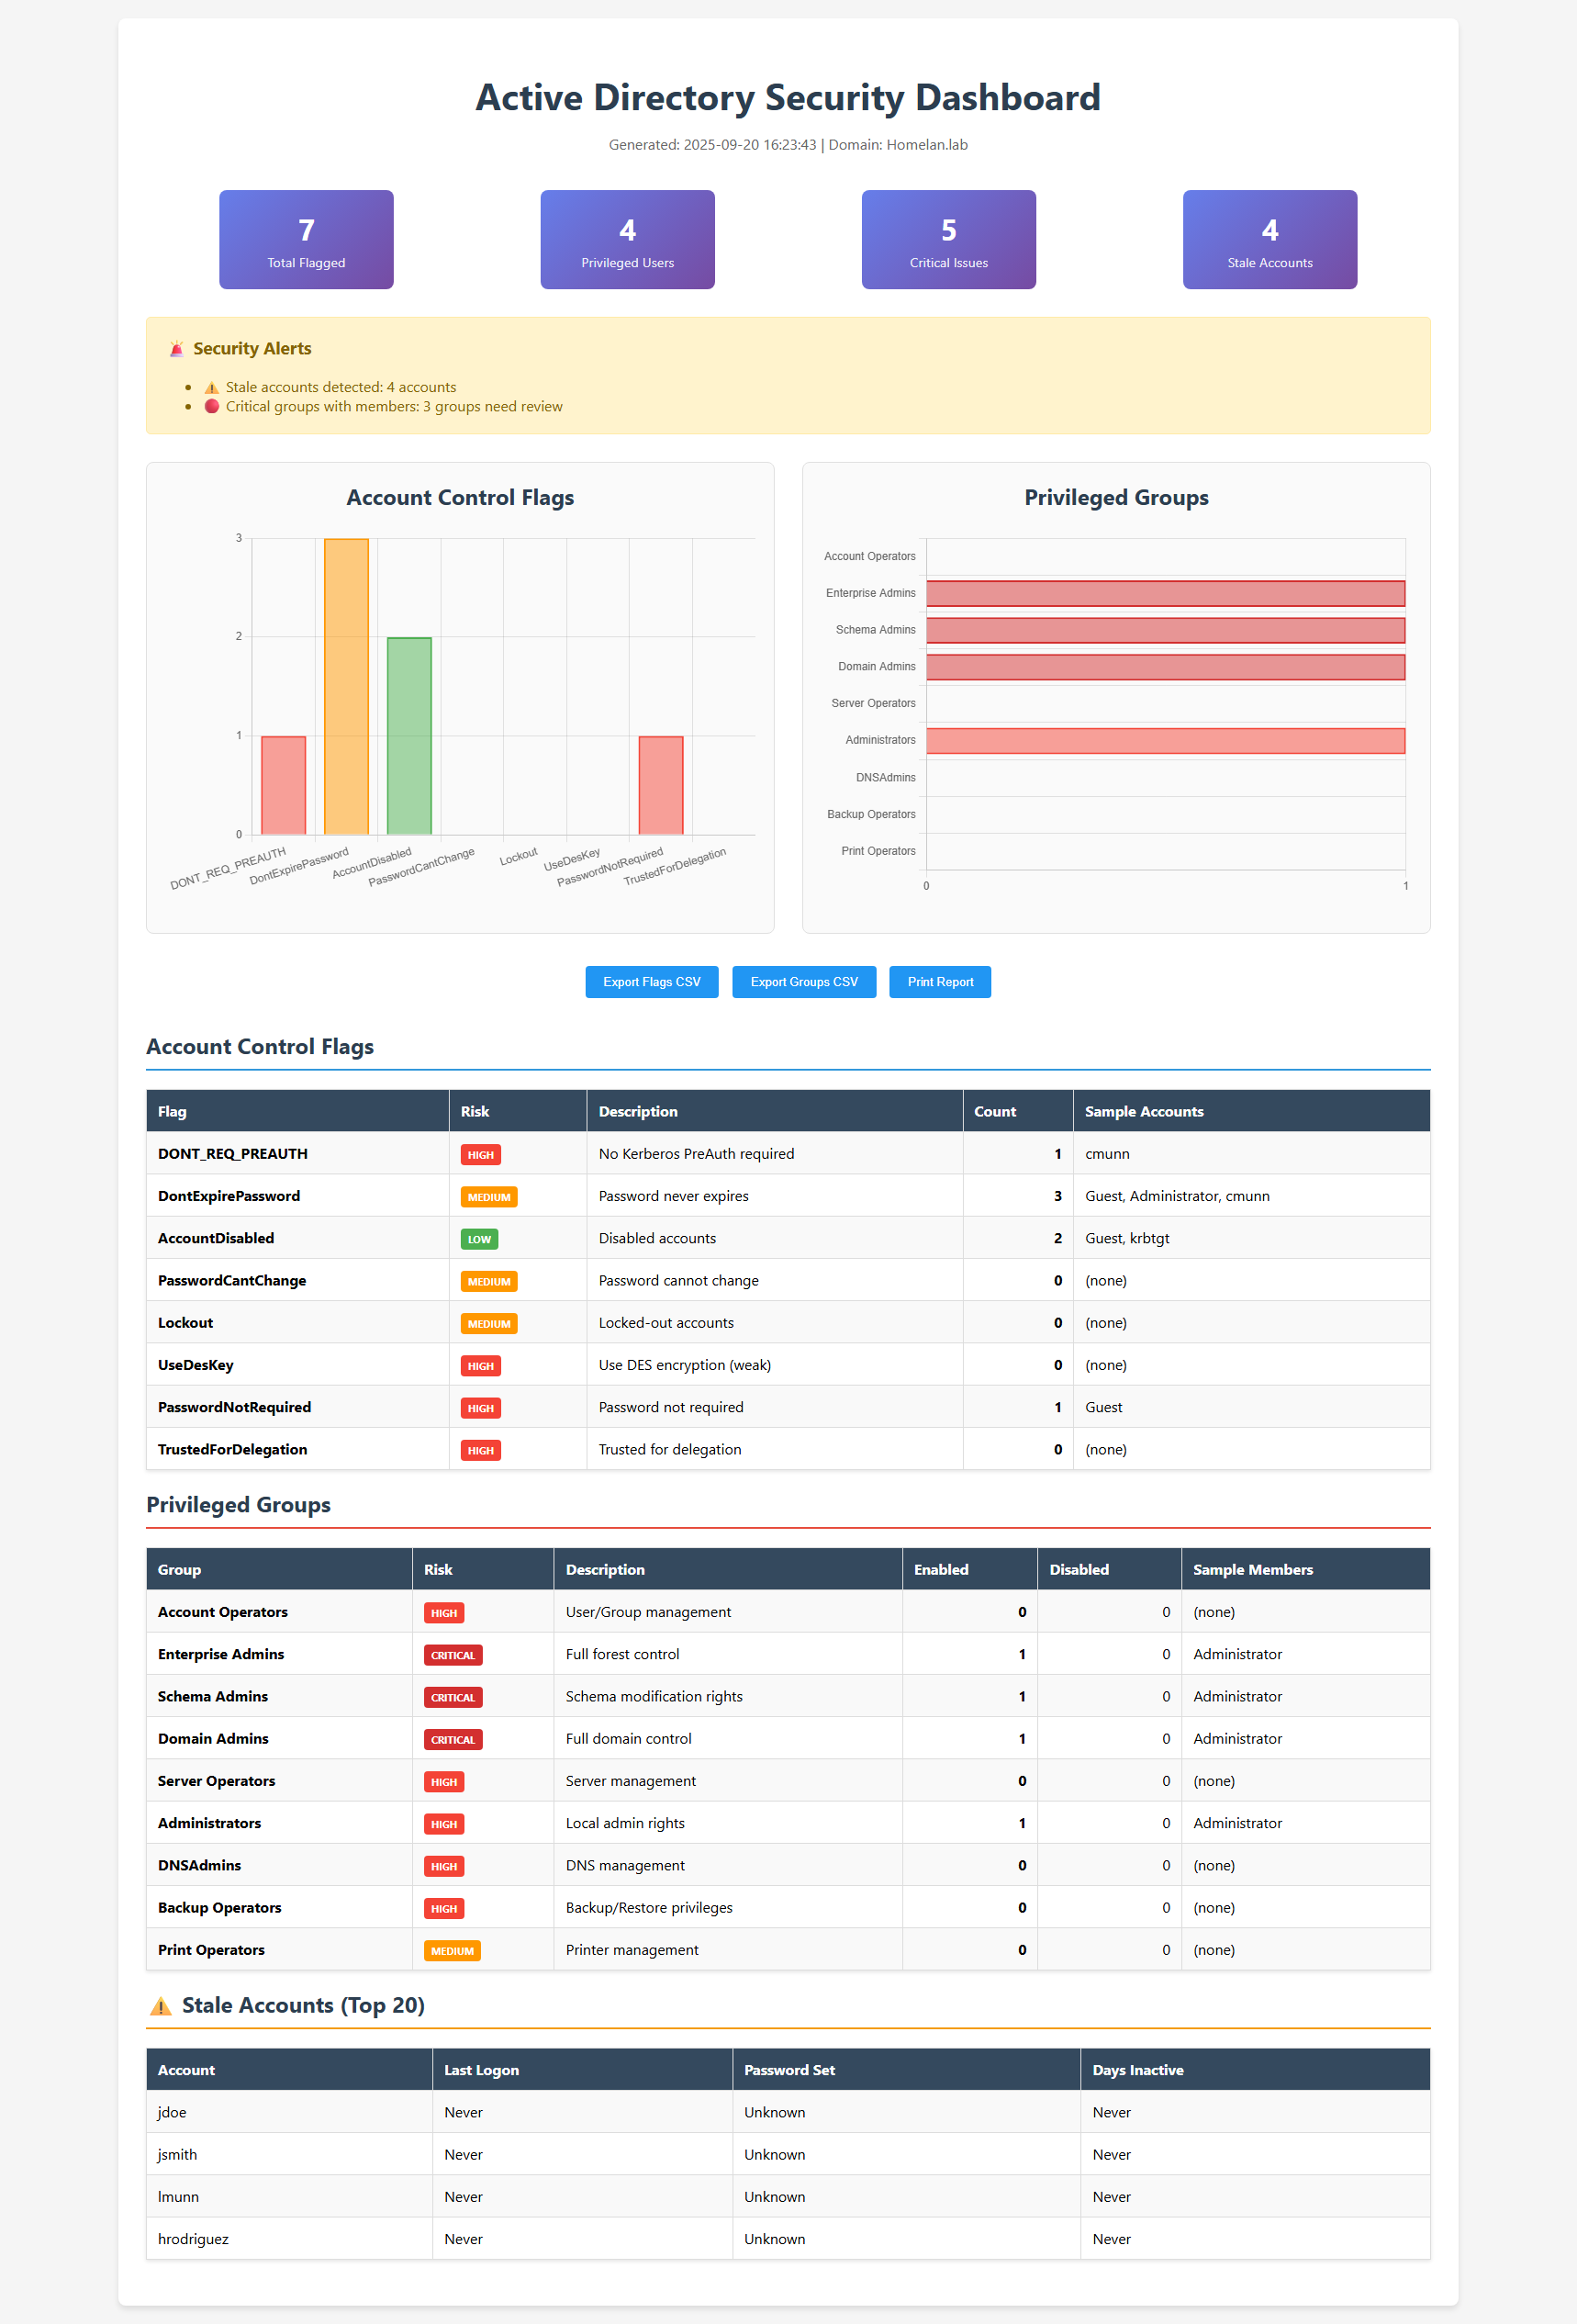 Active Directory Security Dashboard
Generated: 2025-09-20 16:23:43 | Domain: Homelan.lab
7
Total Flagged
4
Privileged Users
5
Critical Issues
4
Stale Accounts
🚨 Security Alerts
• ⚠️ Stale accounts detected: 4 accounts
• 🔴 Critical groups with members: 3 groups need review
Account Control Flags
3
2
1
0
DONT_REQ_PREAUTH
DontExpirePassword
AccountDisabled
PasswordCantChange
Lockout
UseDesKey
PasswordNotRequired
TrustedForDelegation
Privileged Groups
Account Operators
Enterprise Admins
Schema Admins
Domain Admins
Server Operators
Administrators
DNSAdmins
Backup Operators
Print Operators
0 1
Export Flags CSV Export Groups CSV Print Report
Account Control Flags
Flag Risk Description Count Sample Accounts
DONT_REQ_PREAUTH HIGH No Kerberos PreAuth required 1 cmunn
DontExpirePassword MEDIUM Password never expires 3 Guest, Administrator, cmunn
AccountDisabled LOW Disabled accounts 2 Guest, krbtgt
PasswordCantChange MEDIUM Password cannot change 0 (none)
Lockout MEDIUM Locked-out accounts 0 (none)
UseDesKey HIGH Use DES encryption (weak) 0 (none)
PasswordNotRequired HIGH Password not required 1 Guest
TrustedForDelegation HIGH Trusted for delegation 0 (none)
Privileged Groups
Group Risk Description Enabled Disabled Sample Members
Account Operators HIGH User/Group management 0 0 (none)
Enterprise Admins CRITICAL Full forest control 1 0 Administrator
Schema Admins CRITICAL Schema modification rights 1 0 Administrator
Domain Admins CRITICAL Full domain control 1 0 Administrator
Server Operators HIGH Server management 0 0 (none)
Administrators HIGH Local admin rights 1 0 Administrator
DNSAdmins HIGH DNS management 0 0 (none)
Backup Operators HIGH Backup/Restore privileges 0 0 (none)
Print Operators MEDIUM Printer management 0 0 (none)
⚠️ Stale Accounts (Top 20)
Account Last Logon Password Set Days Inactive
jdoe Never Unknown Never
jsmith Never Unknown Never
lmunn Never Unknown Never
hrodriguez Never Unknown Never